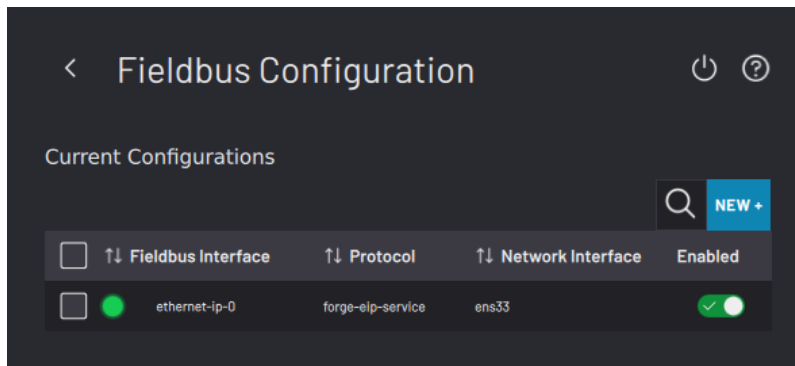 Fieldbus Configuration
Current Configurations
NEW +
Fieldbus Interface Protocol Network Interface Enabled
ethernet-ip-0 forge-eip-service ens33